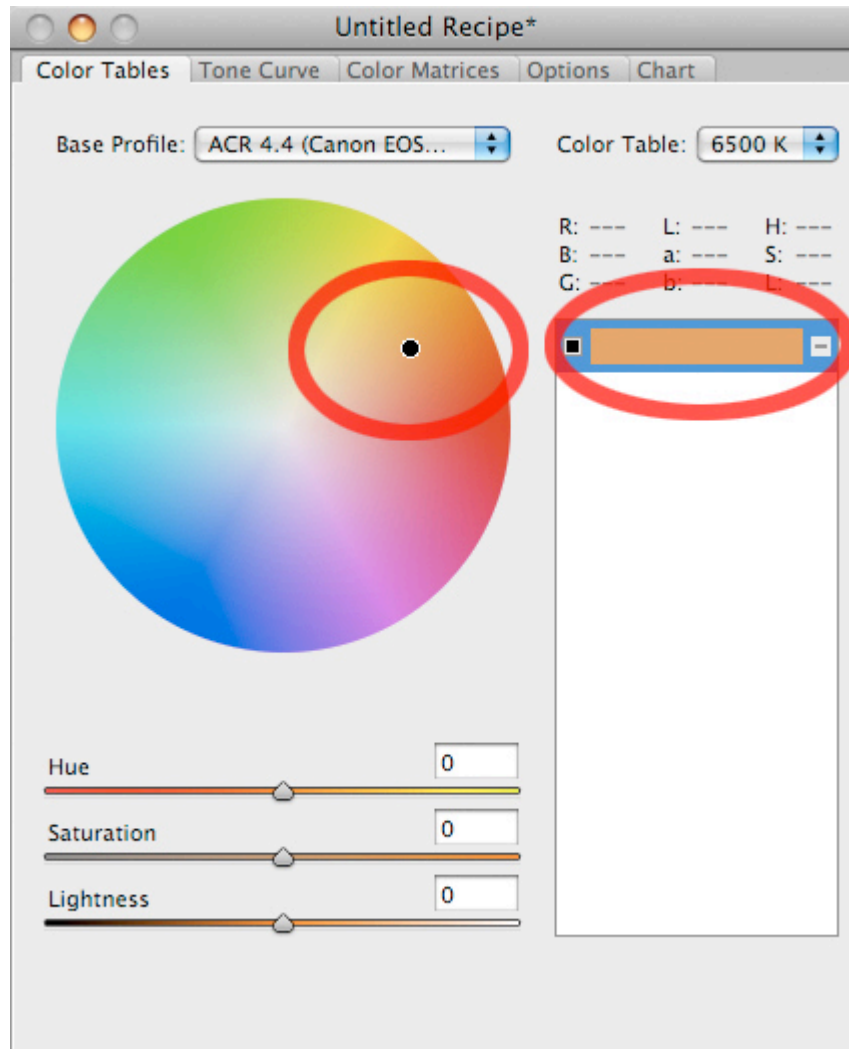 Untitled Recipe*
Color Tables Tone Curve Color Matrices Options Chart
Base Profile: ACR 4.4 (Canon EOS... Color Table: 6500 K
R: --- L: --- H: ---
B: --- a: --- S: ---
G: --- b: --- L: ---
Hue 0
Saturation 0
Lightness 0